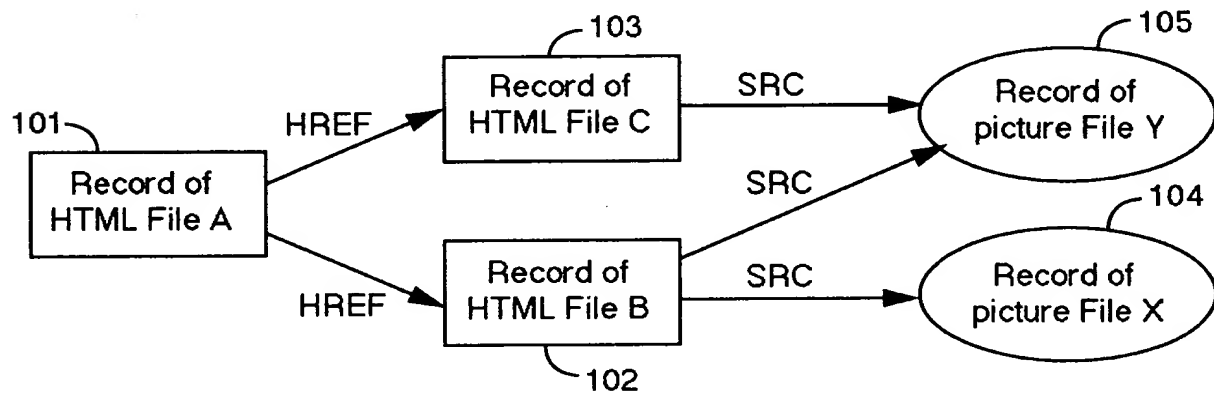 103
105
Record of
HTML File C
SRC
Record of
picture File Y
101
HREF
Record of
HTML File A
SRC
104
HREF
Record of
HTML File B
SRC
Record of
picture File X
102